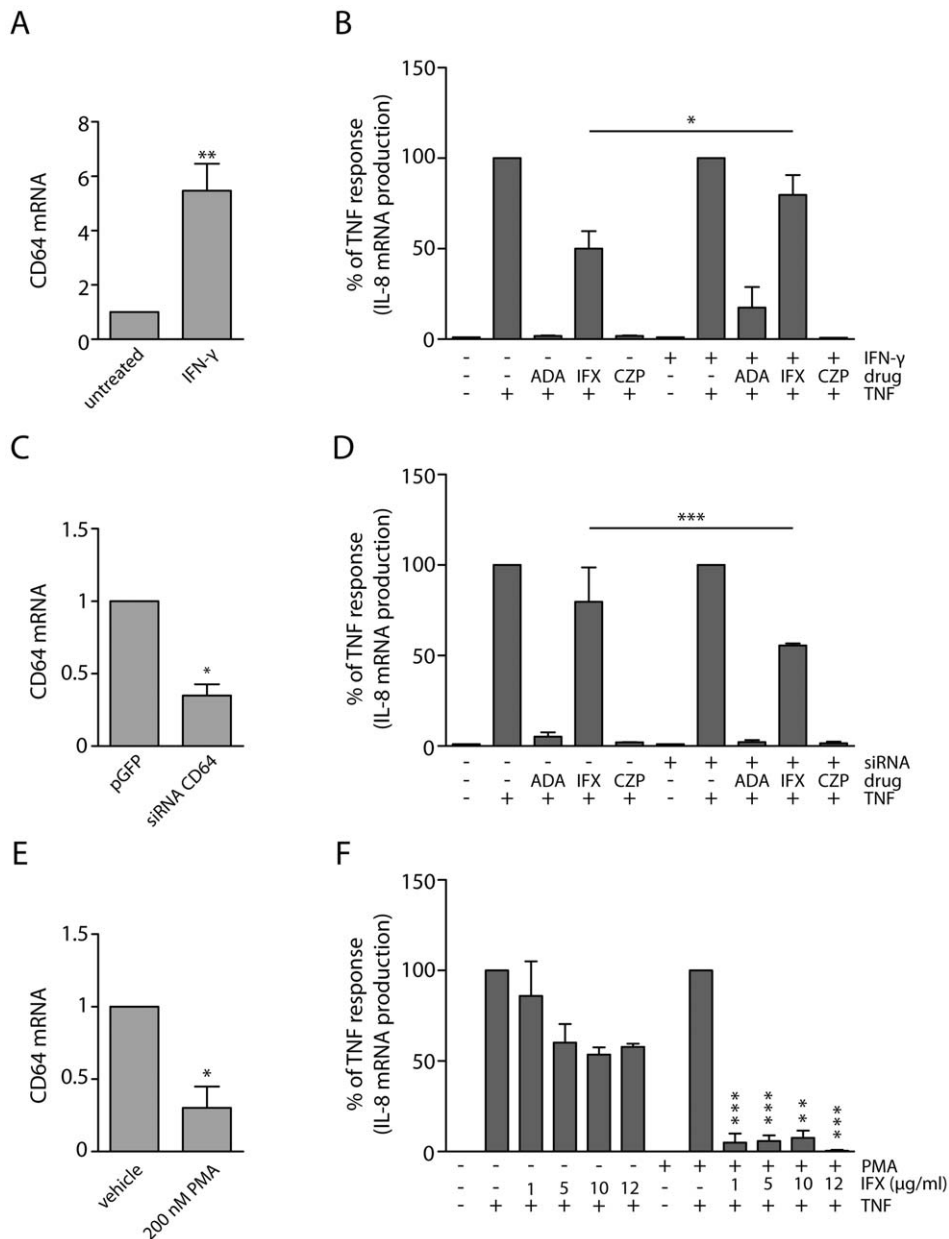 A
CD64 mRNA
8
6
4
2
0
**
untreated
IFN-γ
B
% of TNF response
(IL-8 mRNA production)
150
100
50
0
*
- - - - - + + + + + IFN-γ
- - ADA IFX CZP - - ADA IFX CZP drug
- + + + + - + + + + TNF
C
CD64 mRNA
1.5
1
0.5
0
*
pGFP
siRNA CD64
D
% of TNF response
(IL-8 mRNA production)
150
100
50
0
***
- - - - - + + + + + siRNA
- - ADA IFX CZP - - ADA IFX CZP drug
- + + + + - + + + + TNF
E
CD64 mRNA
1.5
1
0.5
0
*
vehicle
200 nM PMA
F
% of TNF response
(IL-8 mRNA production)
150
100
50
0
*** *** ** ***
- - - - - - + + + + + + PMA
- - 1 5 10 12 - - 1 5 10 12 IFX (µg/ml)
- + + + + + - + + + + + TNF